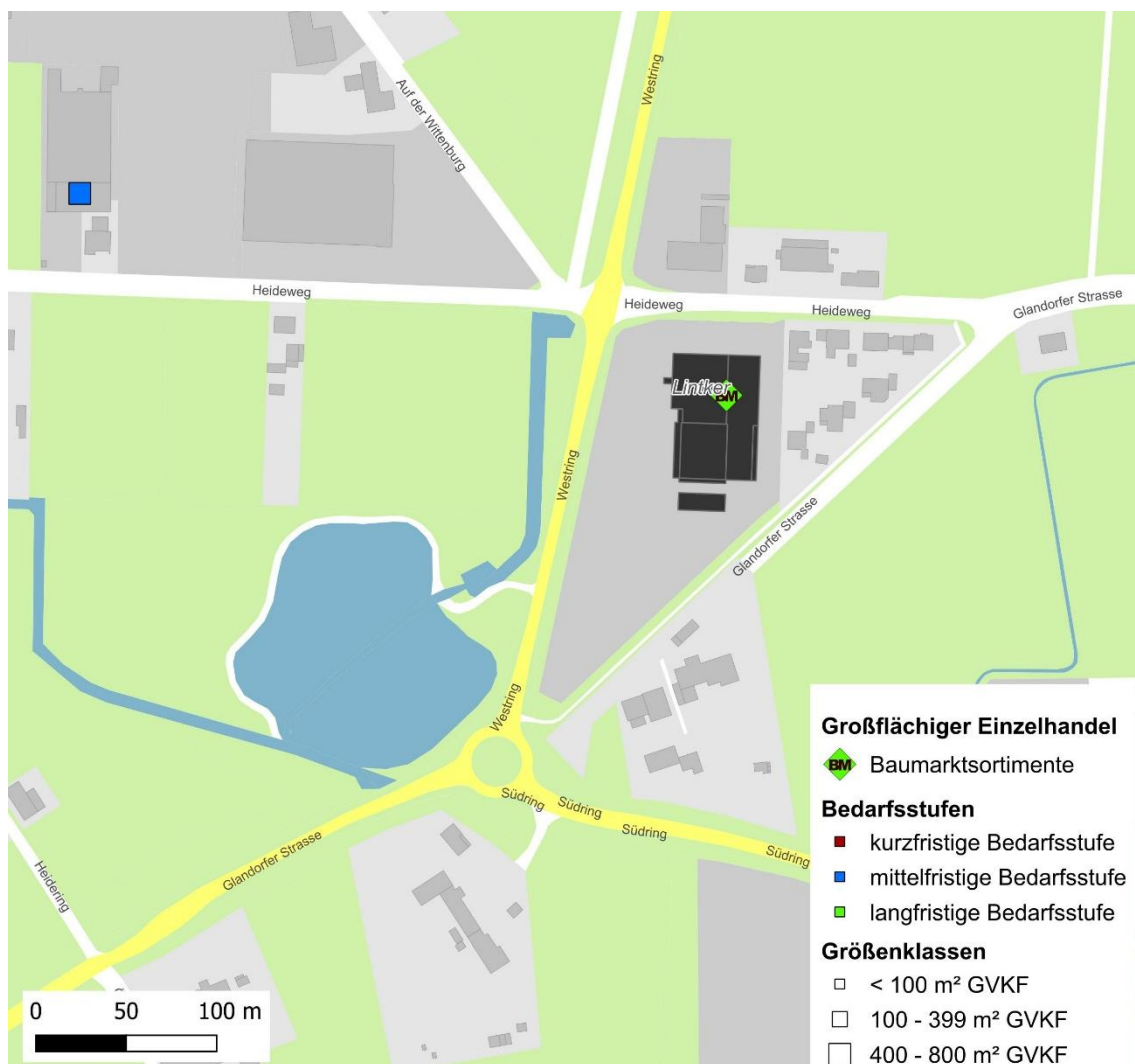 Westring
Auf der Wittenburg
Heideweg
Heideweg
Heideweg
Glandorfer Strasse
Lintker
BM
Westring
Glandorfer Strasse
Westring
Südring
Südring
Südring
Südring
Glandorfer Strasse
Heidering
Großflächiger Einzelhandel
BM Baumarktsortimente
Bedarfsstufen
kurzfristige Bedarfsstufe
mittelfristige Bedarfsstufe
langfristige Bedarfsstufe
Größenklassen
< 100 m² GVKF
100 - 399 m² GVKF
400 - 800 m² GVKF
0 50 100 m